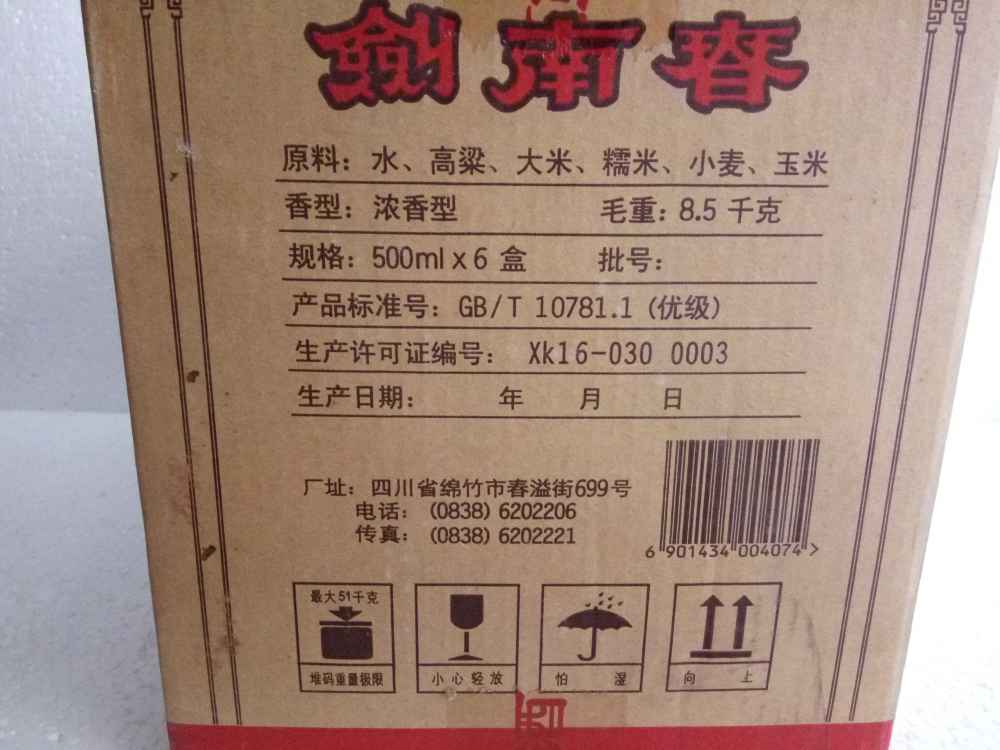 劍南春
原料：水、高粱、大米、糯米、小麦、玉米
香型：浓香型 毛重：8.5 千克
规格：500ml x 6 盒 批号：
产品标准号：GB/T 10781.1 (优级)
生产许可证编号： Xk16-030 0003
生产日期： 年 月 日
厂址：四川省绵竹市春溢街699号
电话：(0838) 6202206
传真：(0838) 6202221
6 901434 004074 >
最大51千克
堆码重量极限 小心轻放 怕 湿 向 上